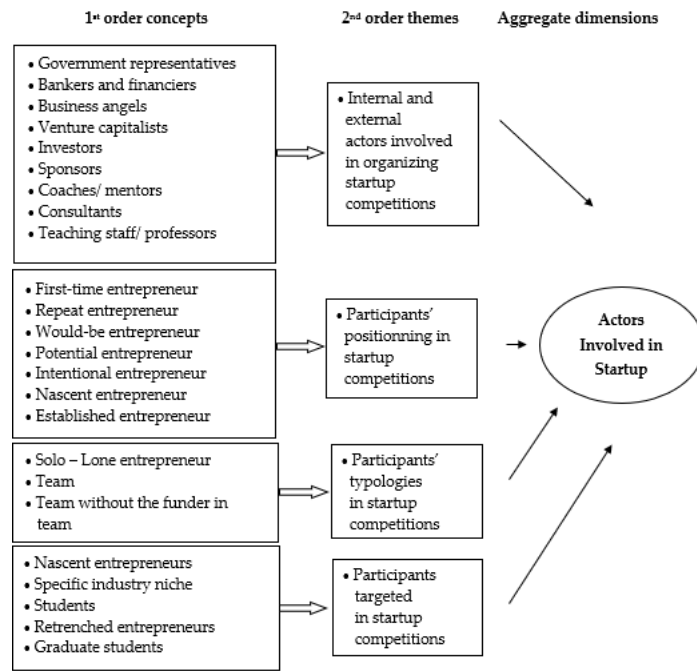 1st order concepts
2nd order themes
Aggregate dimensions
• Government representatives
• Bankers and financiers
• Business angels
• Venture capitalists
• Investors
• Sponsors
• Coaches/ mentors
• Consultants
• Teaching staff/ professors
• Internal and
external
actors involved
in organizing
startup
competitions
• First-time entrepreneur
• Repeat entrepreneur
• Would-be entrepreneur
• Potential entrepreneur
• Intentional entrepreneur
• Nascent entrepreneur
• Established entrepreneur
• Participants'
positionning in
startup
competitions
Actors
Involved in
Startup
• Solo – Lone entrepreneur
• Team
• Team without the funder in
team
• Participants'
typologies
in startup
competitions
• Nascent entrepreneurs
• Specific industry niche
• Students
• Retrenched entrepreneurs
• Graduate students
• Participants
targeted
in startup
competitions